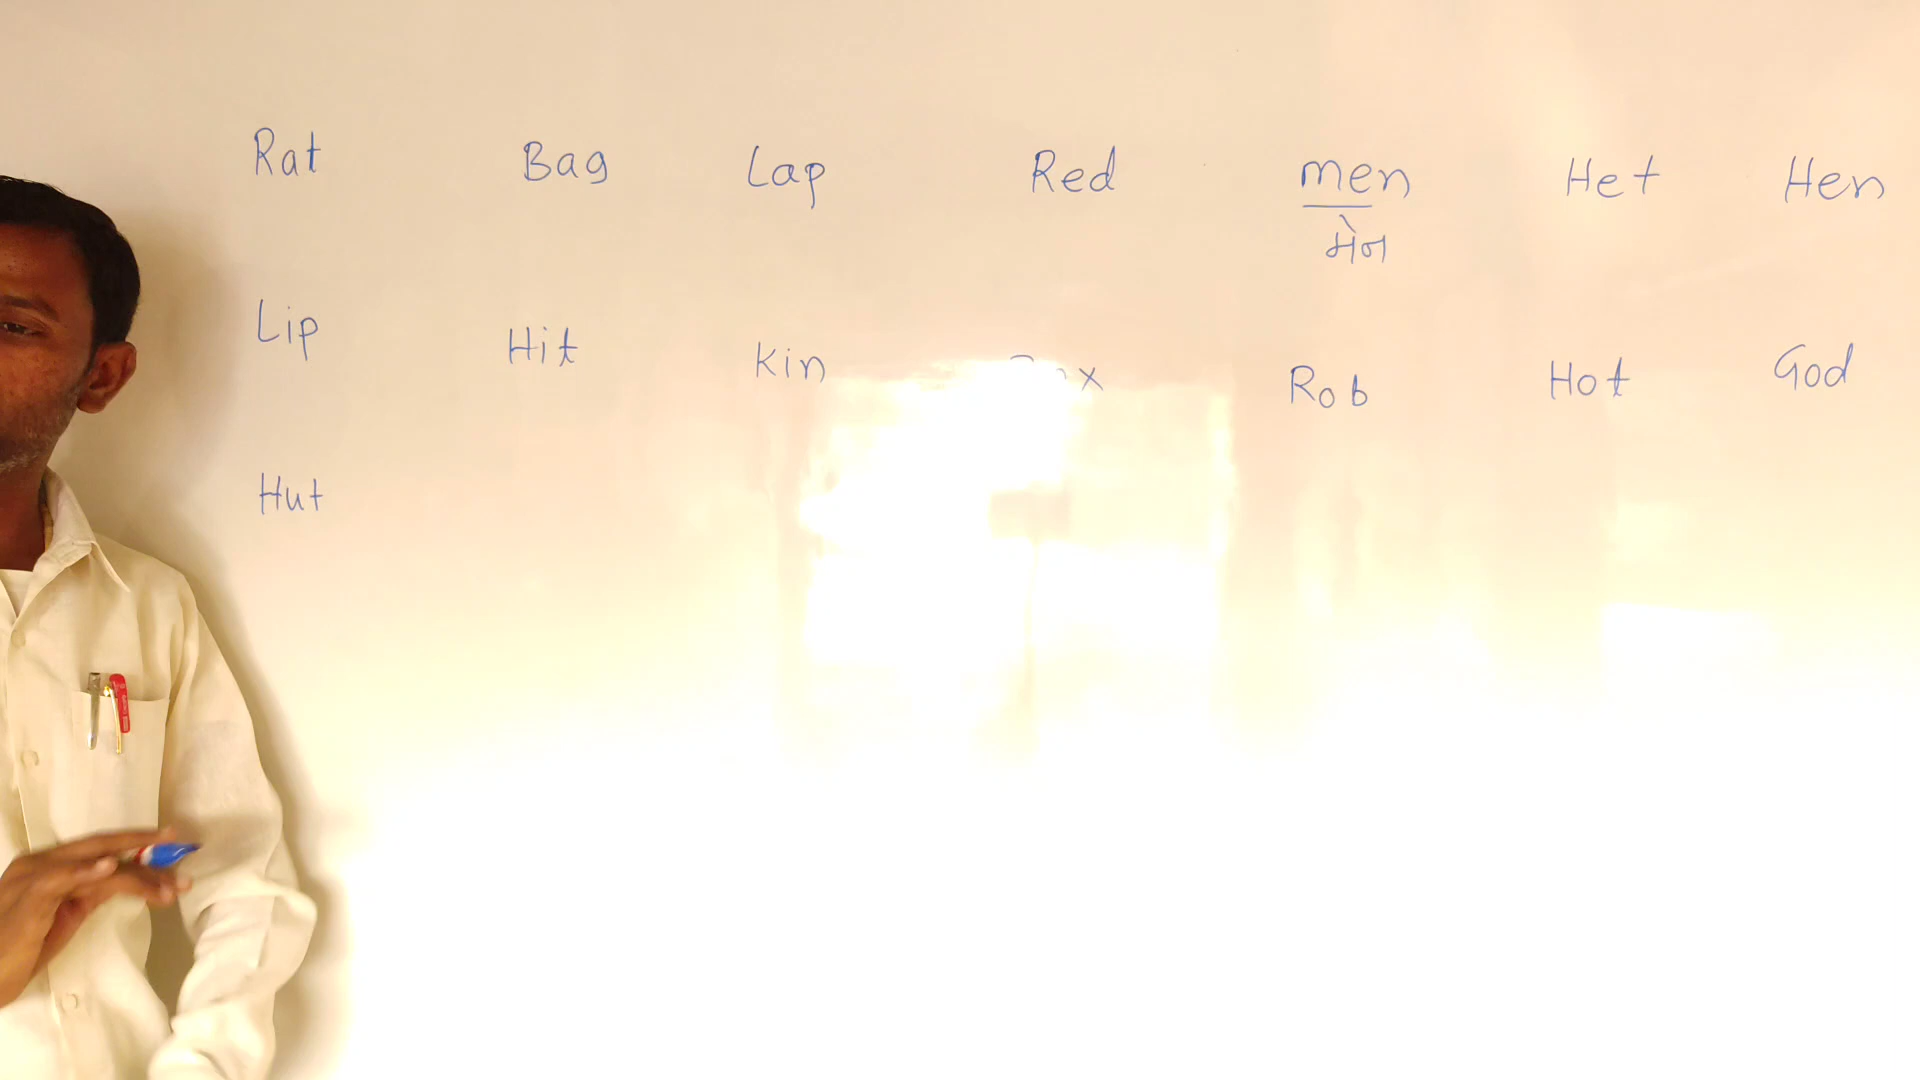 Rat Bag Lap Red men Het Hen
મેન
Lip Hit Kin Rob Hot God
Hut